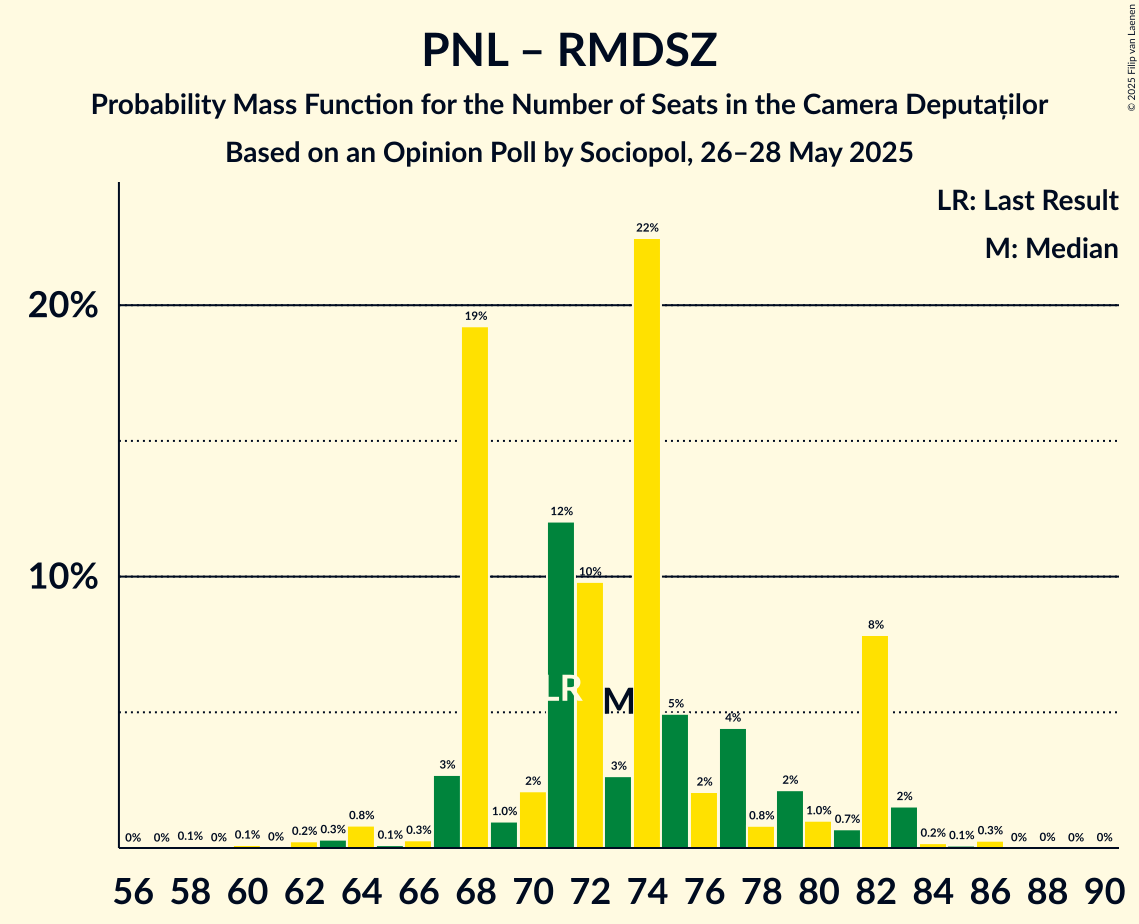 PNL – RMDSZ
Probability Mass Function for the Number of Seats in the Camera Deputaților
Based on an Opinion Poll by Sociopol, 26–28 May 2025
© 2025 Filip van Laenen
LR: Last Result
M: Median
20%
10%
0% 0% 0.1% 0% 0.1% 0% 0.2% 0.3% 0.8% 0.1% 0.3% 3% 19% 1.0% 2% 12% 10% 3% 22% 5% 2% 4% 0.8% 2% 1.0% 0.7% 8% 2% 0.2% 0.1% 0.3% 0% 0% 0% 0%
LR
M
56 58 60 62 64 66 68 70 72 74 76 78 80 82 84 86 88 90